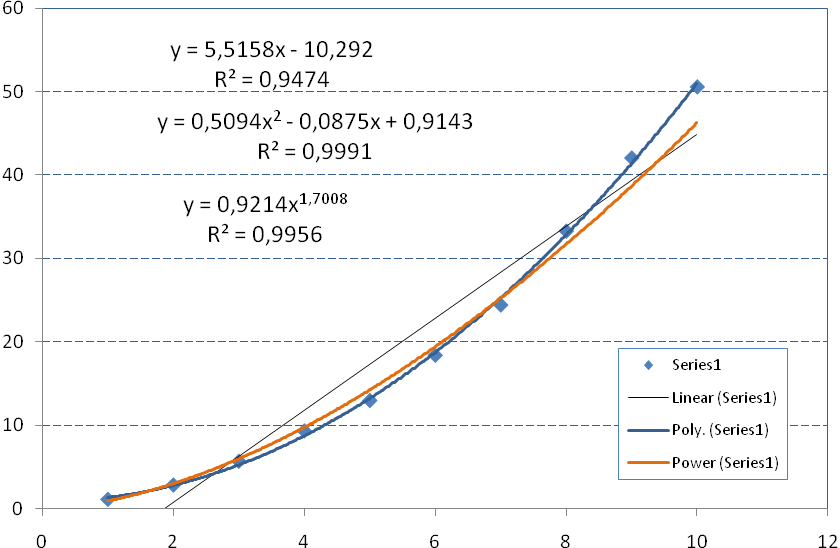 y = 5,5158x - 10,292
R² = 0,9474
y = 0,5094x² - 0,0875x + 0,9143
R² = 0,9991
y = 0,9214x^1,7008
R² = 0,9956
60
50
40
30
20
10
0
Series1
Linear (Series1)
Poly. (Series1)
Power (Series1)
0 2 4 6 8 10 12